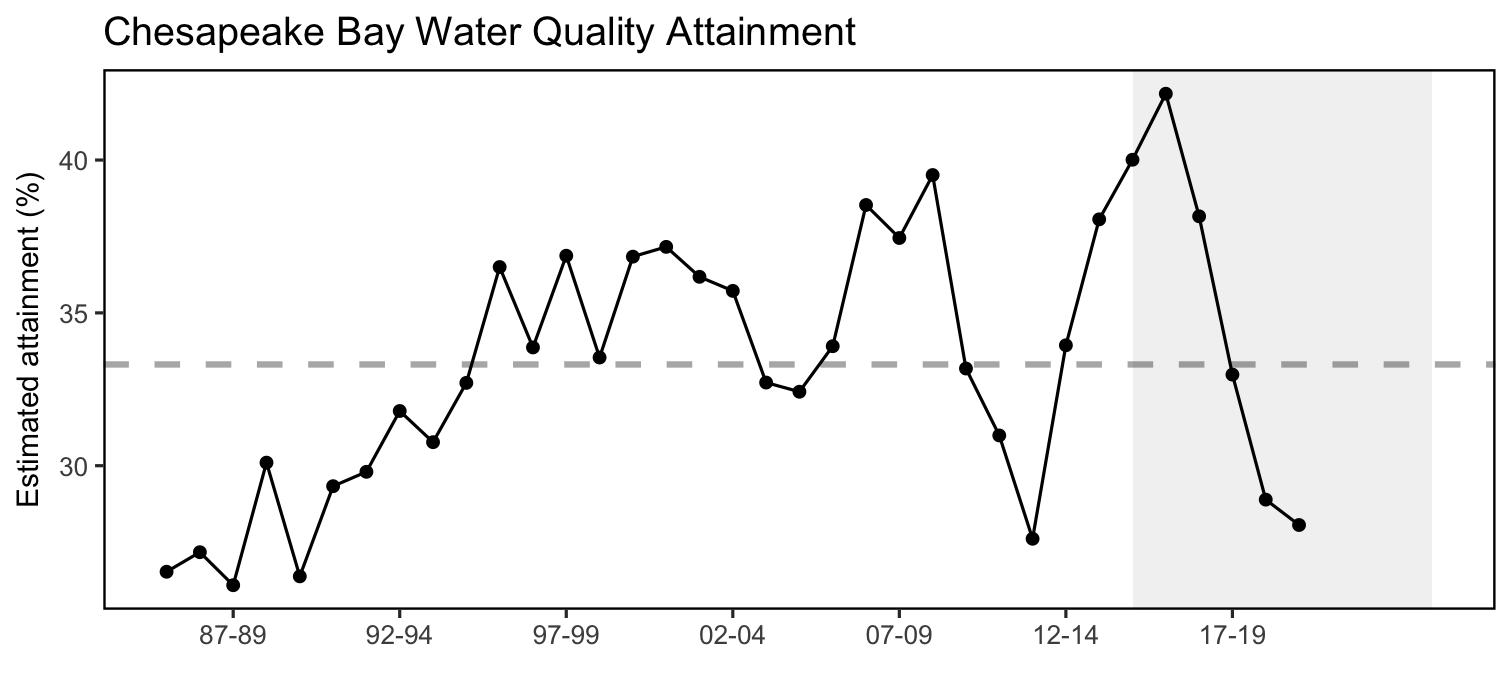 Chesapeake Bay Water Quality Attainment
Estimated attainment (%)
40
35
30
87-89 92-94 97-99 02-04 07-09 12-14 17-19